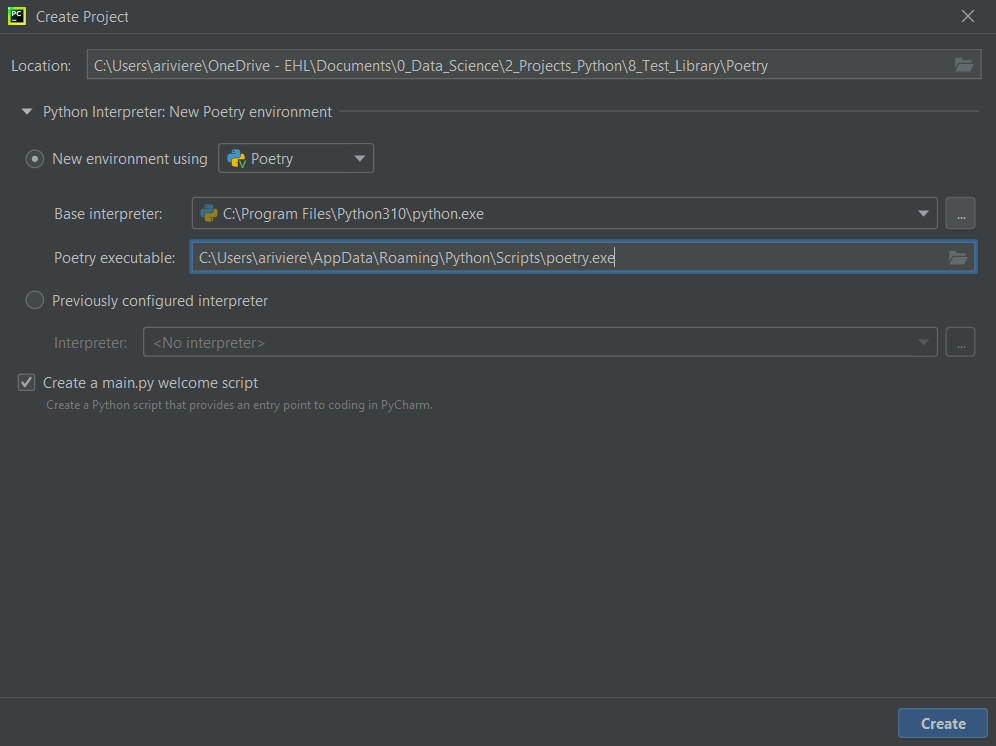 PC Create Project
Location: C:\Users\ariviere\OneDrive - EHL\Documents\0_Data_Science\2_Projects_Python\8_Test_Library\Poetry
Python Interpreter: New Poetry environment
New environment using Poetry
Base interpreter: C:\Program Files\Python310\python.exe ...
Poetry executable: C:\Users\ariviere\AppData\Roaming\Python\Scripts\poetry.exe
Previously configured interpreter
Interpreter: <No interpreter> ...
Create a main.py welcome script
Create a Python script that provides an entry point to coding in PyCharm.
Create